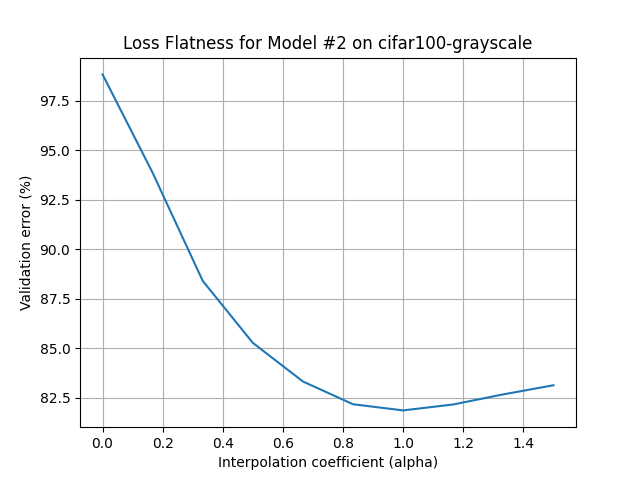 Loss Flatness for Model #2 on cifar100-grayscale
Validation error (%)
97.5
95.0
92.5
90.0
87.5
85.0
82.5
0.0 0.2 0.4 0.6 0.8 1.0 1.2 1.4
Interpolation coefficient (alpha)